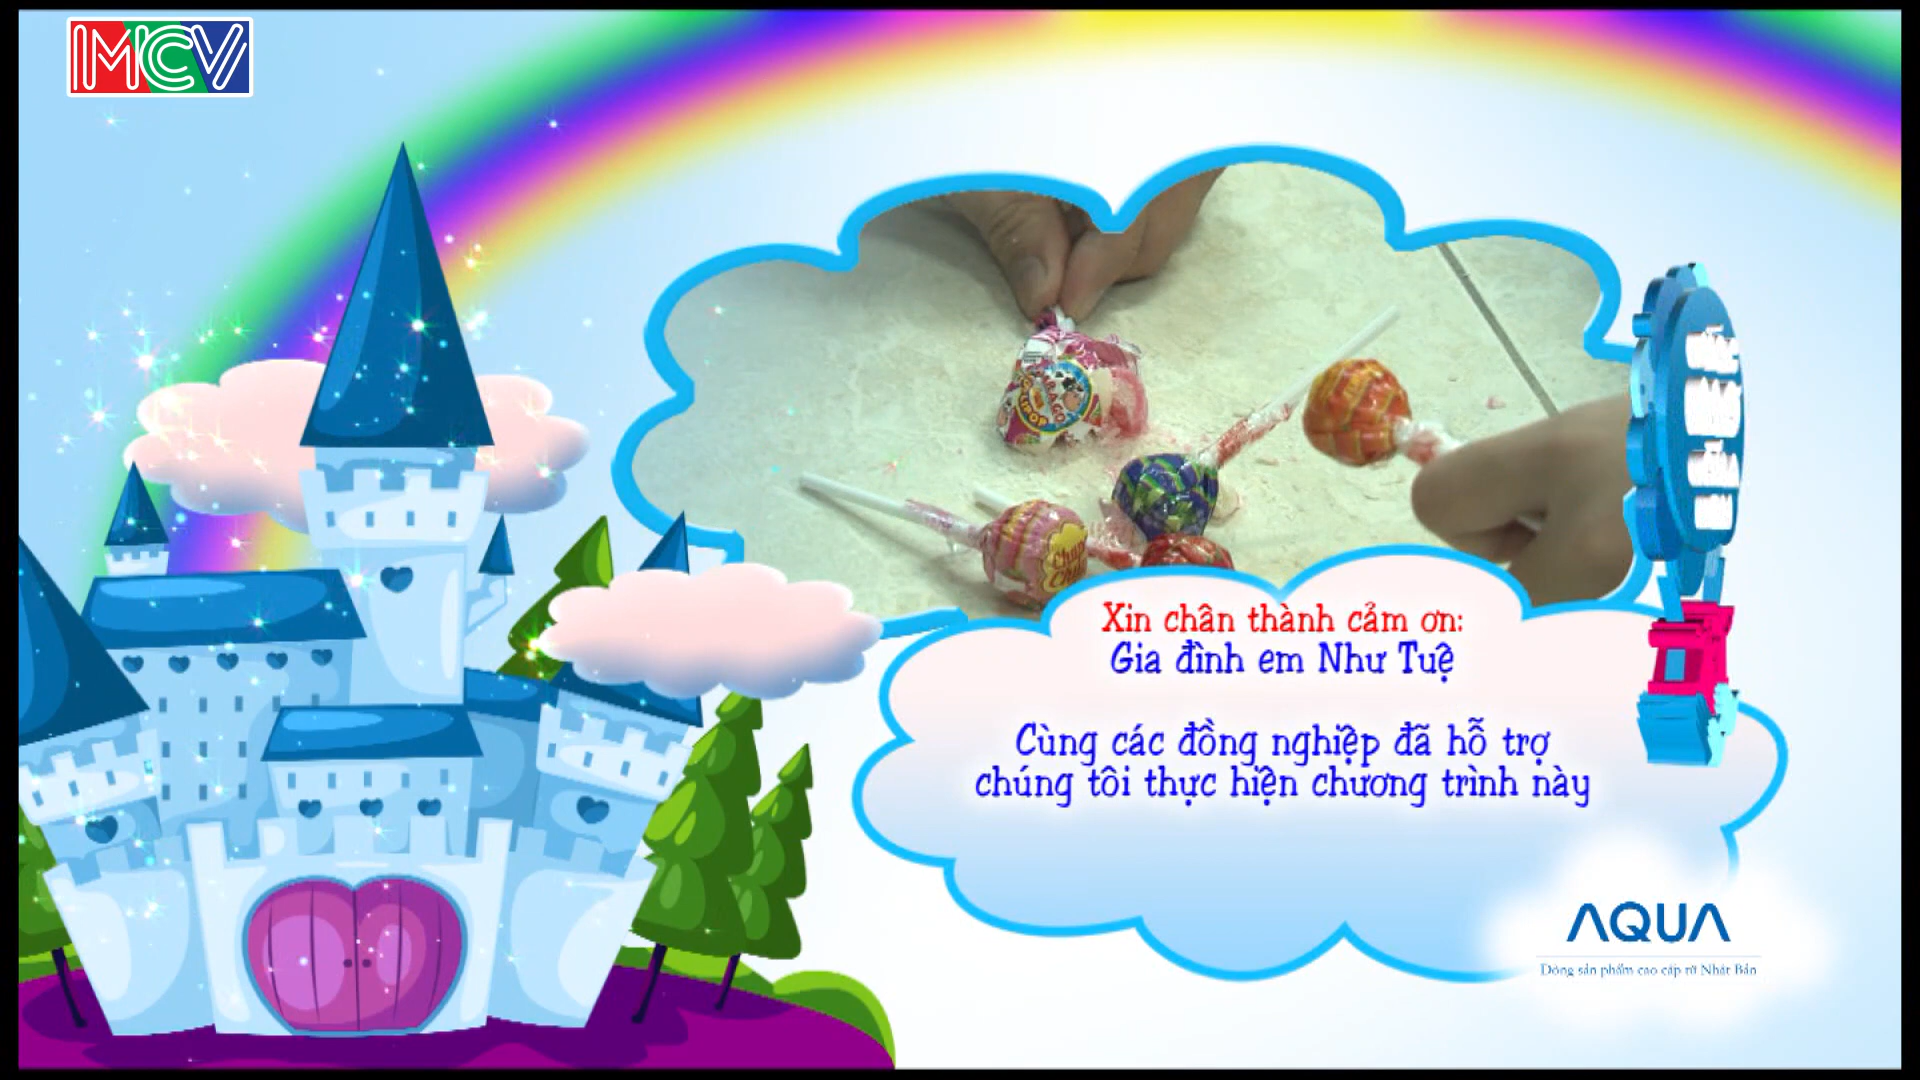 MCV
Chupa
Xin chân thành cảm ơn:
Gia đình em Như Tuệ
Cùng các đồng nghiệp đã hỗ trợ
chúng tôi thực hiện chương trình này
AQUA
Dòng sản phẩm cao cấp từ Nhật Bản